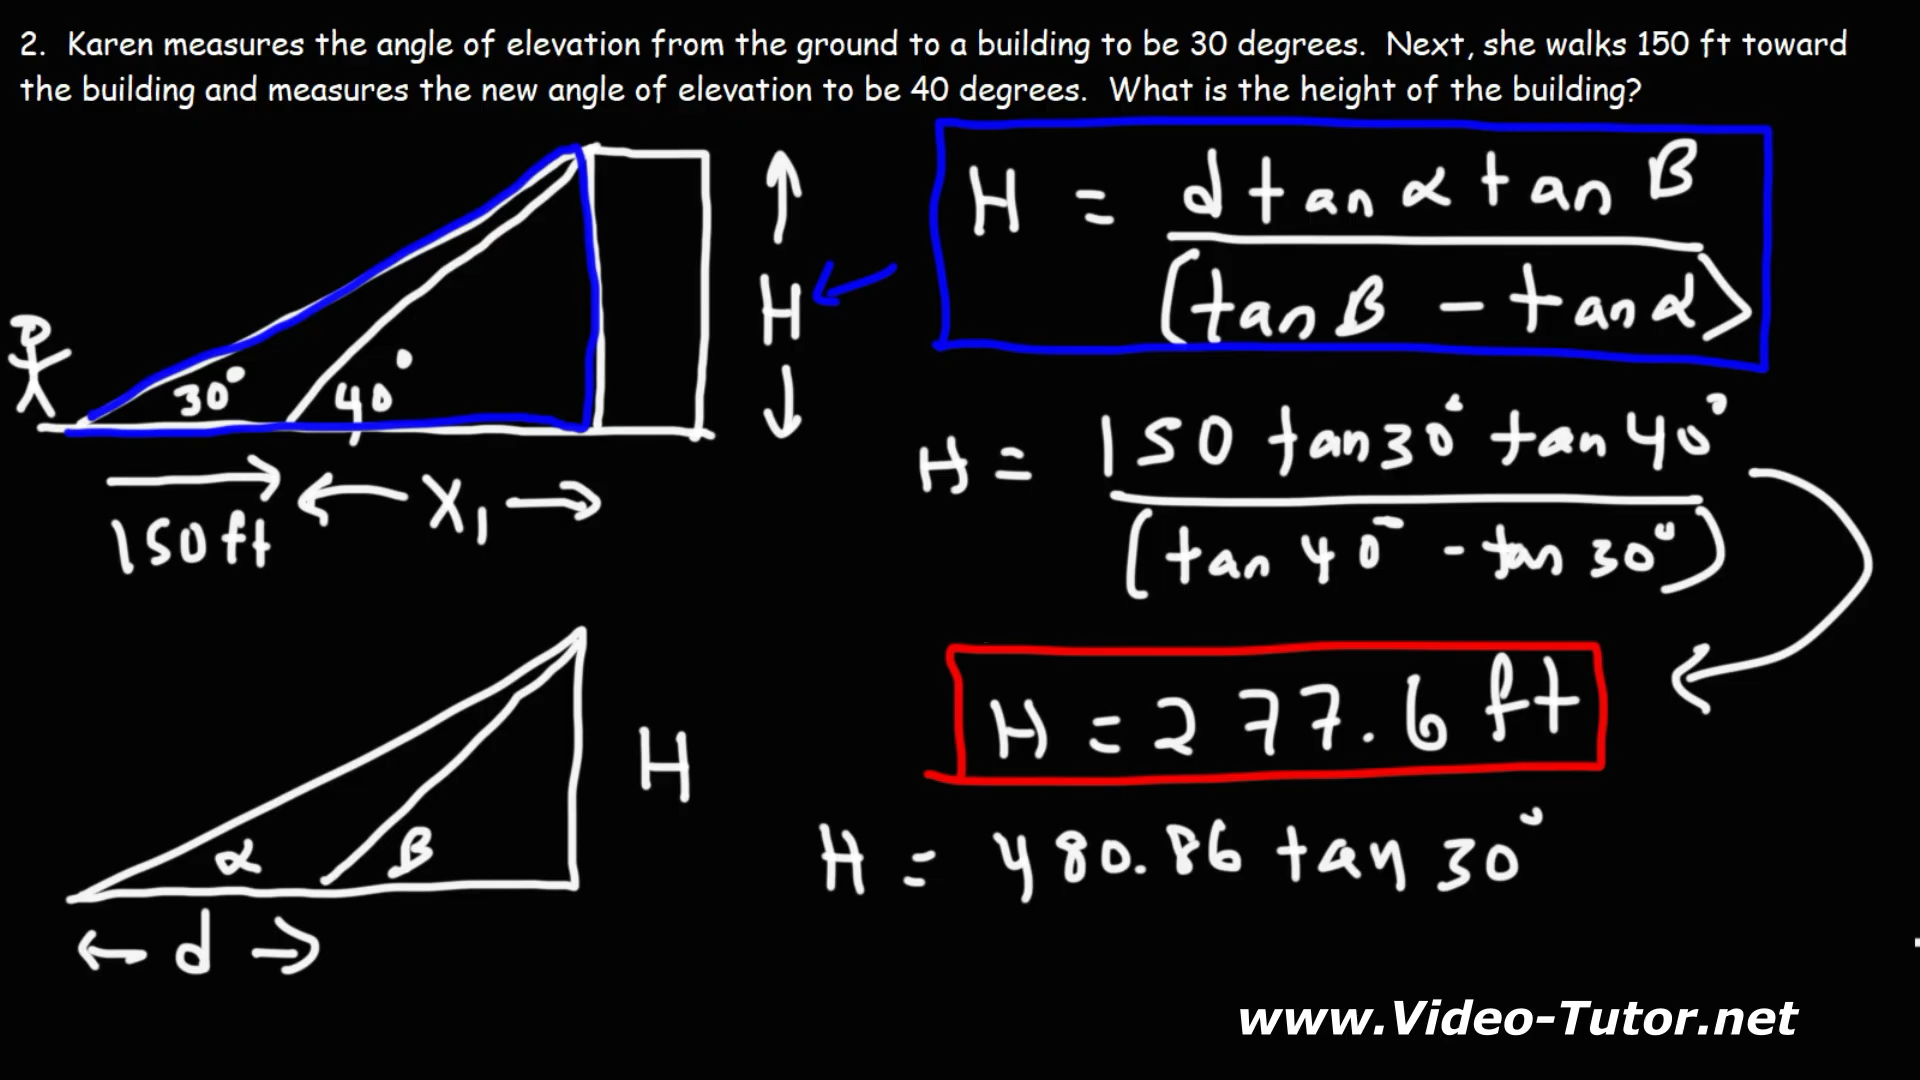 2. Karen measures the angle of elevation from the ground to a building to be 30 degrees. Next, she walks 150 ft toward
the building and measures the new angle of elevation to be 40 degrees. What is the height of the building?
H = d tan α tan β
(tan β - tan α)
H
30° 40°
150 ft X₁
H = 150 tan 30° tan 40°
(tan 40° - tan 30°)
H = 277.6 ft
H
α β
d
H = 480.86 tan 30°
www.Video-Tutor.net